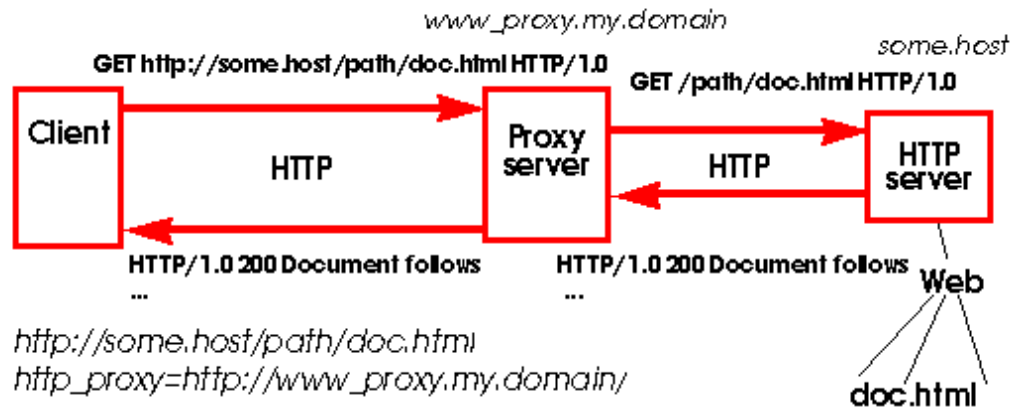 www_proxy.my.domain
some.host
GET http://some.host/path/doc.html HTTP/1.0
GET /path/doc.html HTTP/1.0
Client
Proxy
server
HTTP
server
HTTP
HTTP
HTTP/1.0 200 Document follows
...
HTTP/1.0 200 Document follows
...
Web
doc.html
http://some.host/path/doc.html
http_proxy=http://www_proxy.my.domain/